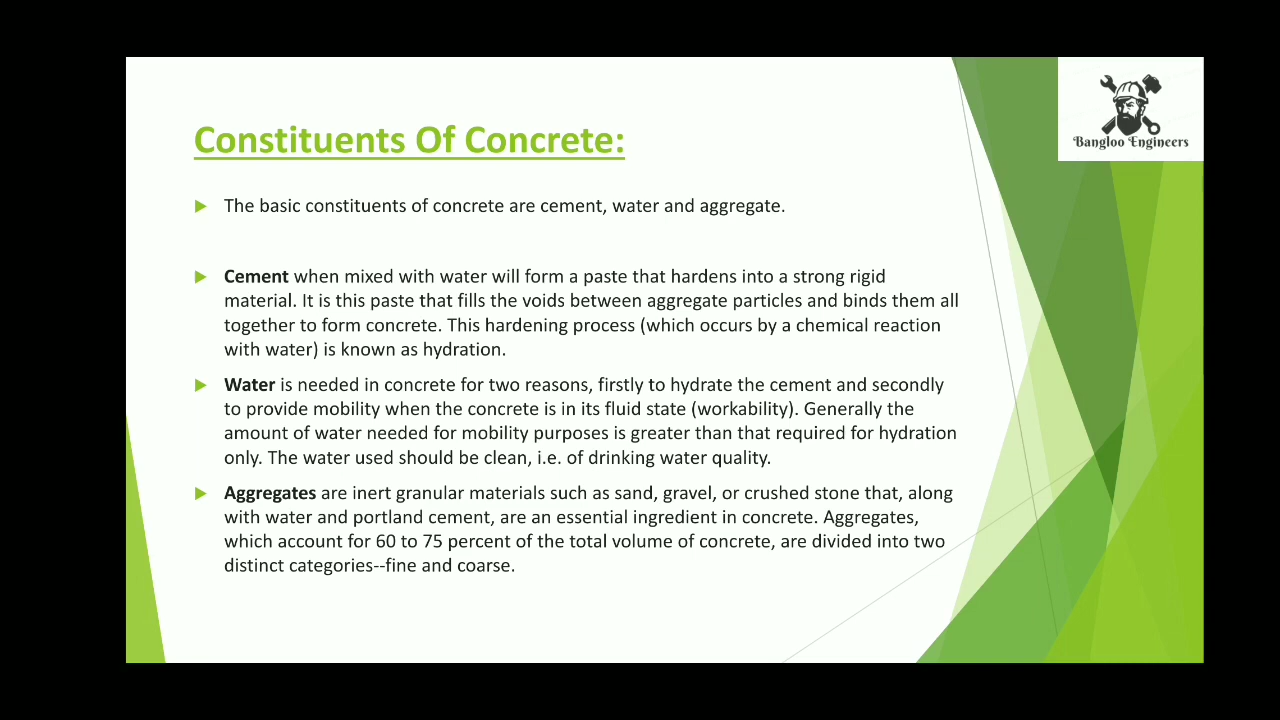 Bangloo Engineers
Constituents Of Concrete:
The basic constituents of concrete are cement, water and aggregate.
Cement when mixed with water will form a paste that hardens into a strong rigid
material. It is this paste that fills the voids between aggregate particles and binds them all
together to form concrete. This hardening process (which occurs by a chemical reaction
with water) is known as hydration.
Water is needed in concrete for two reasons, firstly to hydrate the cement and secondly
to provide mobility when the concrete is in its fluid state (workability). Generally the
amount of water needed for mobility purposes is greater than that required for hydration
only. The water used should be clean, i.e. of drinking water quality.
Aggregates are inert granular materials such as sand, gravel, or crushed stone that, along
with water and portland cement, are an essential ingredient in concrete. Aggregates,
which account for 60 to 75 percent of the total volume of concrete, are divided into two
distinct categories--fine and coarse.